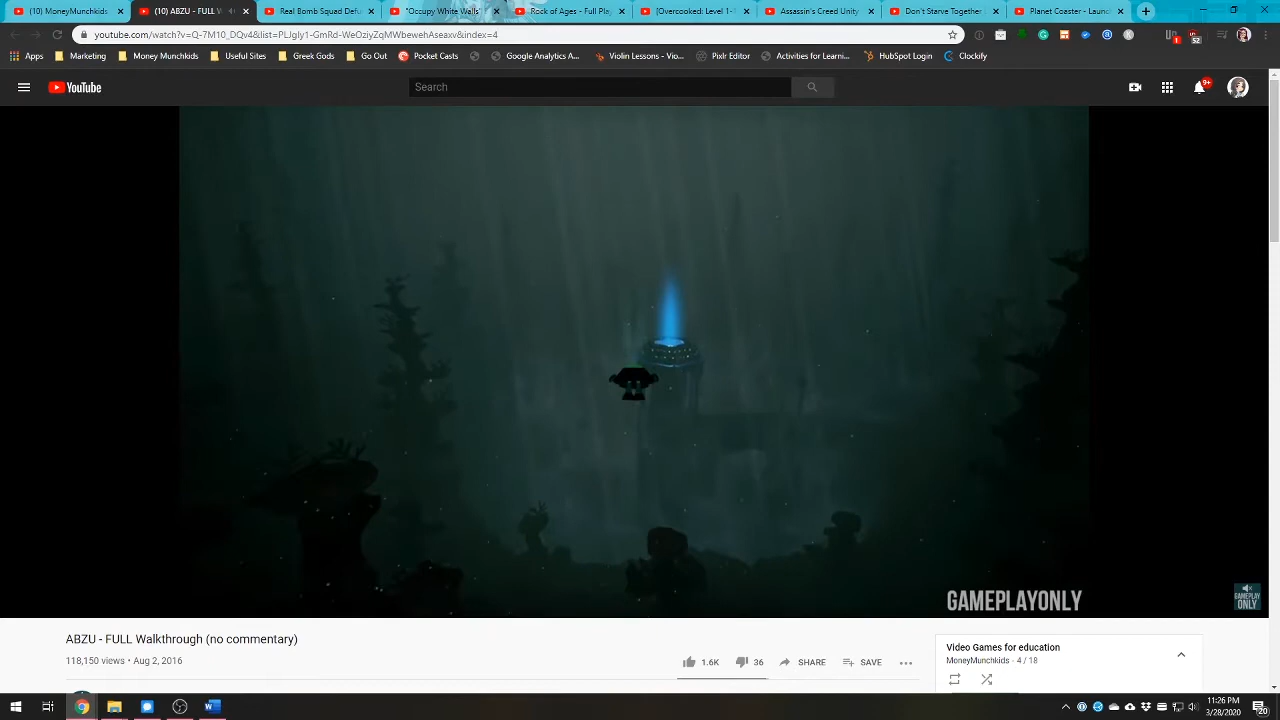 (10) MoneyMunchkids
(10) ABZU - FULL W
Real Bomb Squad Defu
"Occupy White Walls"
Rock of Ages - Full Play
[Overcooked: Level 1-
Assassin's Creed Unity
Don't Starve Together
Planet Coaster - Launch
youtube.com/watch?v=Q-7M10_DQv4&list=PLJgIy1-GmRd-WeOziyZqMWbewehAseaxv&index=4
Apps
Marketing
Money Munchkids
Useful Sites
Greek Gods
Go Out
Pocket Casts
Google Analytics A...
Violin Lessons - Vio...
Pixlr Editor
Activities for Learni...
HubSpot Login
Clockify
YouTube
Search
9+
GAMEPLAYONLY
GAMEPLAY
ONLY
ABZU - FULL Walkthrough (no commentary)
118,150 views • Aug 2, 2016
1.6K
36
SHARE
SAVE
Video Games for education
MoneyMunchkids - 4 / 18
11:26 PM
3/28/2020
20